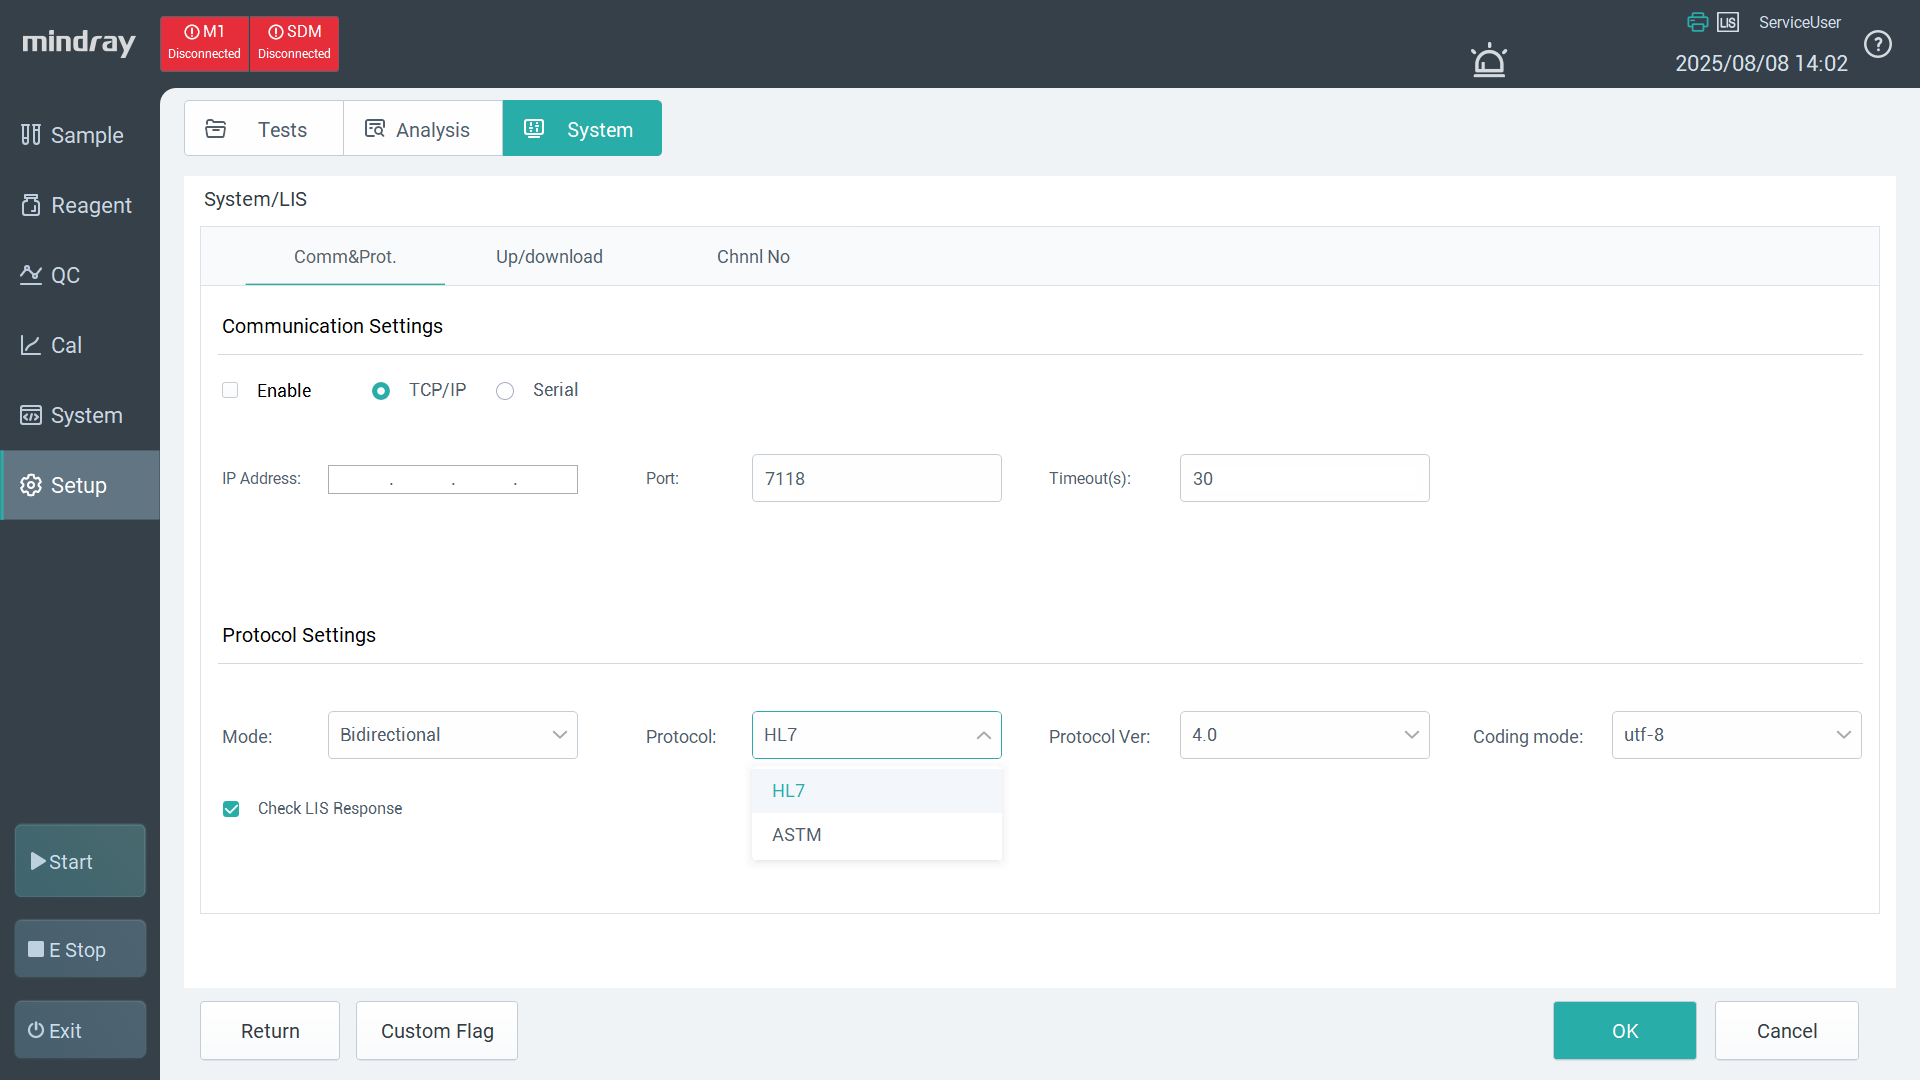 mindray
M1
Disconnected
SDM
Disconnected
LIS
ServiceUser
2025/08/08 14:02
?
Sample
Reagent
QC
Cal
System
Setup
Start
E Stop
Exit
Tests
Analysis
System
System/LIS
Comm&Prot.
Up/download
Chnnl No
Communication Settings
Enable
TCP/IP
Serial
IP Address:
. . .
Port:
7118
Timeout(s):
30
Protocol Settings
Mode:
Bidirectional
Protocol:
HL7
Protocol Ver:
4.0
Coding mode:
utf-8
HL7
ASTM
Check LIS Response
Return
Custom Flag
OK
Cancel